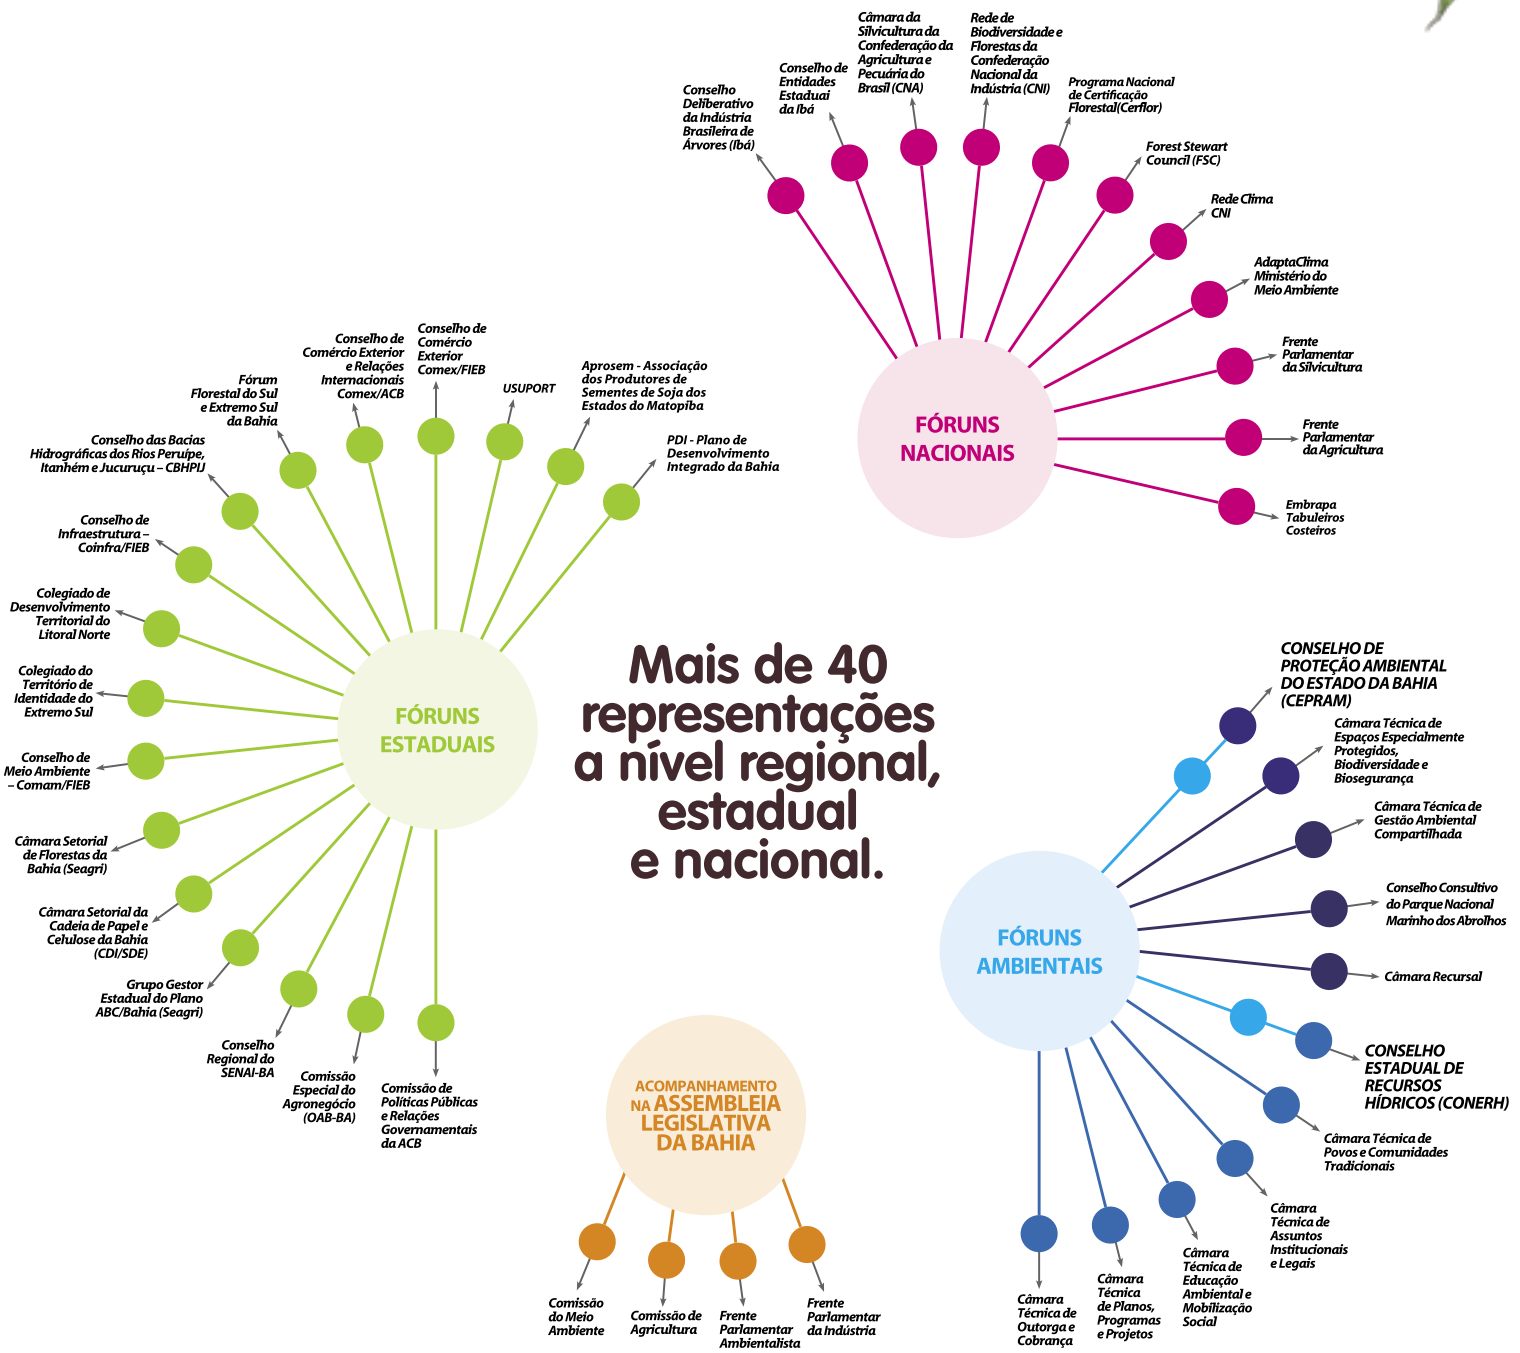 Câmara da
Silvicultura da
Confederação da
Agricultura e
Pecuária do
Brasil (CNA)
Rede de
Biodiversidade e
Florestas da
Confederação
Nacional da
Indústria (CNI)
Conselho de
Entidades
Estaduai
da Ibá
Conselho
Deliberativo
da Indústria
Brasileira de
Árvores (Ibá)
Programa Nacional
de Certificação
Florestal(Cerflor)
Forest Stewart
Council (FSC)
Rede Clima
CNI
AdaptaClima
Ministério do
Meio Ambiente
Frente
Parlamentar
da Silvicultura
Frente
Parlamentar
da Agricultura
Embrapa
Tabuleiros
Costeiros
FÓRUNS
NACIONAIS
Conselho de
Comércio
Exterior
Comex/FIEB
Conselho de
Comércio Exterior
e Relações
Internacionais
Comex/ACB
USUPORT
Aprosem - Associação
dos Produtores de
Sementes de Soja dos
Estados do Matopiba
PDI - Plano de
Desenvolvimento
Integrado da Bahia
Fórum
Florestal do Sul
e Extremo Sul
da Bahia
Conselho das Bacias
Hidrográficas dos Rios Peruípe,
Itanhém e Jucuruçu – CBHPIJ
Conselho de
Infraestrutura –
Coinfra/FIEB
Colegiado de
Desenvolvimento
Territorial do
Litoral Norte
Colegiado do
Território de
Identidade do
Extremo Sul
Conselho de
Meio Ambiente
– Comam/FIEB
Câmara Setorial
de Florestas da
Bahia (Seagri)
Câmara Setorial da
Cadeia de Papel e
Celulose da Bahia
(CDI/SDE)
Grupo Gestor
Estadual do Plano
ABC/Bahia (Seagri)
Conselho
Regional do
SENAI-BA
Comissão
Especial do
Agronegócio
(OAB-BA)
Comissão de
Políticas Públicas
e Relações
Governamentais
da ACB
FÓRUNS
ESTADUAIS
Mais de 40
representações
a nível regional,
estadual
e nacional.
CONSELHO DE
PROTEÇÃO AMBIENTAL
DO ESTADO DA BAHIA
(CEPRAM)
Câmara Técnica de
Espaços Especialmente
Protegidos,
Biodiversidade e
Biosegurança
Câmara Técnica de
Gestão Ambiental
Compartilhada
Conselho Consultivo
do Parque Nacional
Marinho dos Abrolhos
Câmara Recursal
CONSELHO
ESTADUAL DE
RECURSOS
HÍDRICOS (CONERH)
Câmara Técnica de
Povos e Comunidades
Tradicionais
Câmara
Técnica de
Assuntos
Institucionais
e Legais
Câmara
Técnica de
Educação
Ambiental e
Mobilização
Social
Câmara
Técnica
de Planos,
Programas
e Projetos
Câmara
Técnica de
Outorga e
Cobrança
FÓRUNS
AMBIENTAIS
ACOMPANHAMENTO
NA ASSEMBLEIA
LEGISLATIVA
DA BAHIA
Comissão
do Meio
Ambiente
Comissão de
Agricultura
Frente
Parlamentar
Ambientalista
Frente
Parlamentar
da Indústria